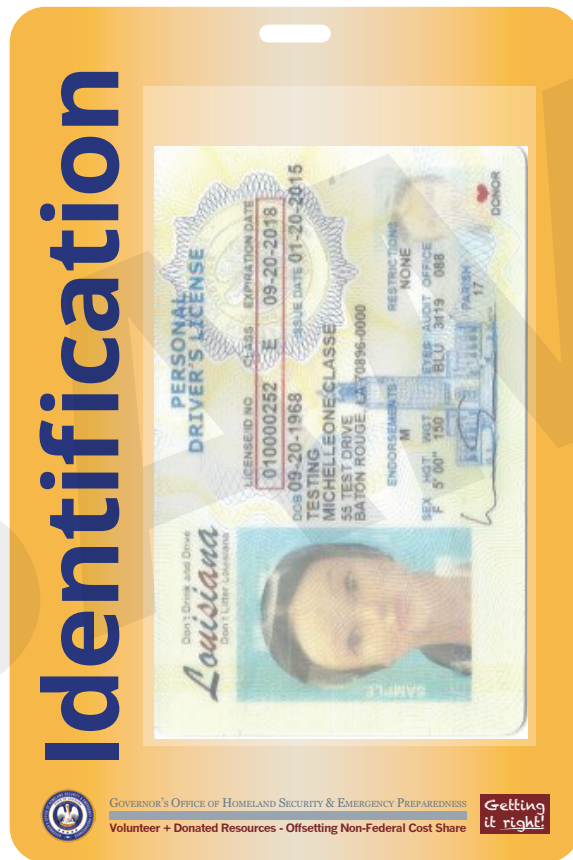 Identification
Don't Drink and Drive
Louisiana
Don't Litter Louisiana
PERSONAL
DRIVER'S LICENSE
LICENSE/ID NO CLASS EXPIRATION DATE
010000252 E 09-20-2018
DOB 09-20-1968 ISSUE DATE 01-20-2015
TESTING
MICHELLEONE CLASSE
55 TEST DRIVE
BATON ROUGE, LA 70896-0000
ENDORSEMENTS RESTRICTIONS
M NONE
SEX HGT WGT EYES AUDIT OFFICE
F 5'00" 150 BLU 3419 088
PARISH
17
DONOR
SAMPLE
GOVERNOR'S OFFICE OF HOMELAND SECURITY & EMERGENCY PREPAREDNESS
Volunteer + Donated Resources - Offsetting Non-Federal Cost Share
Getting
it right!